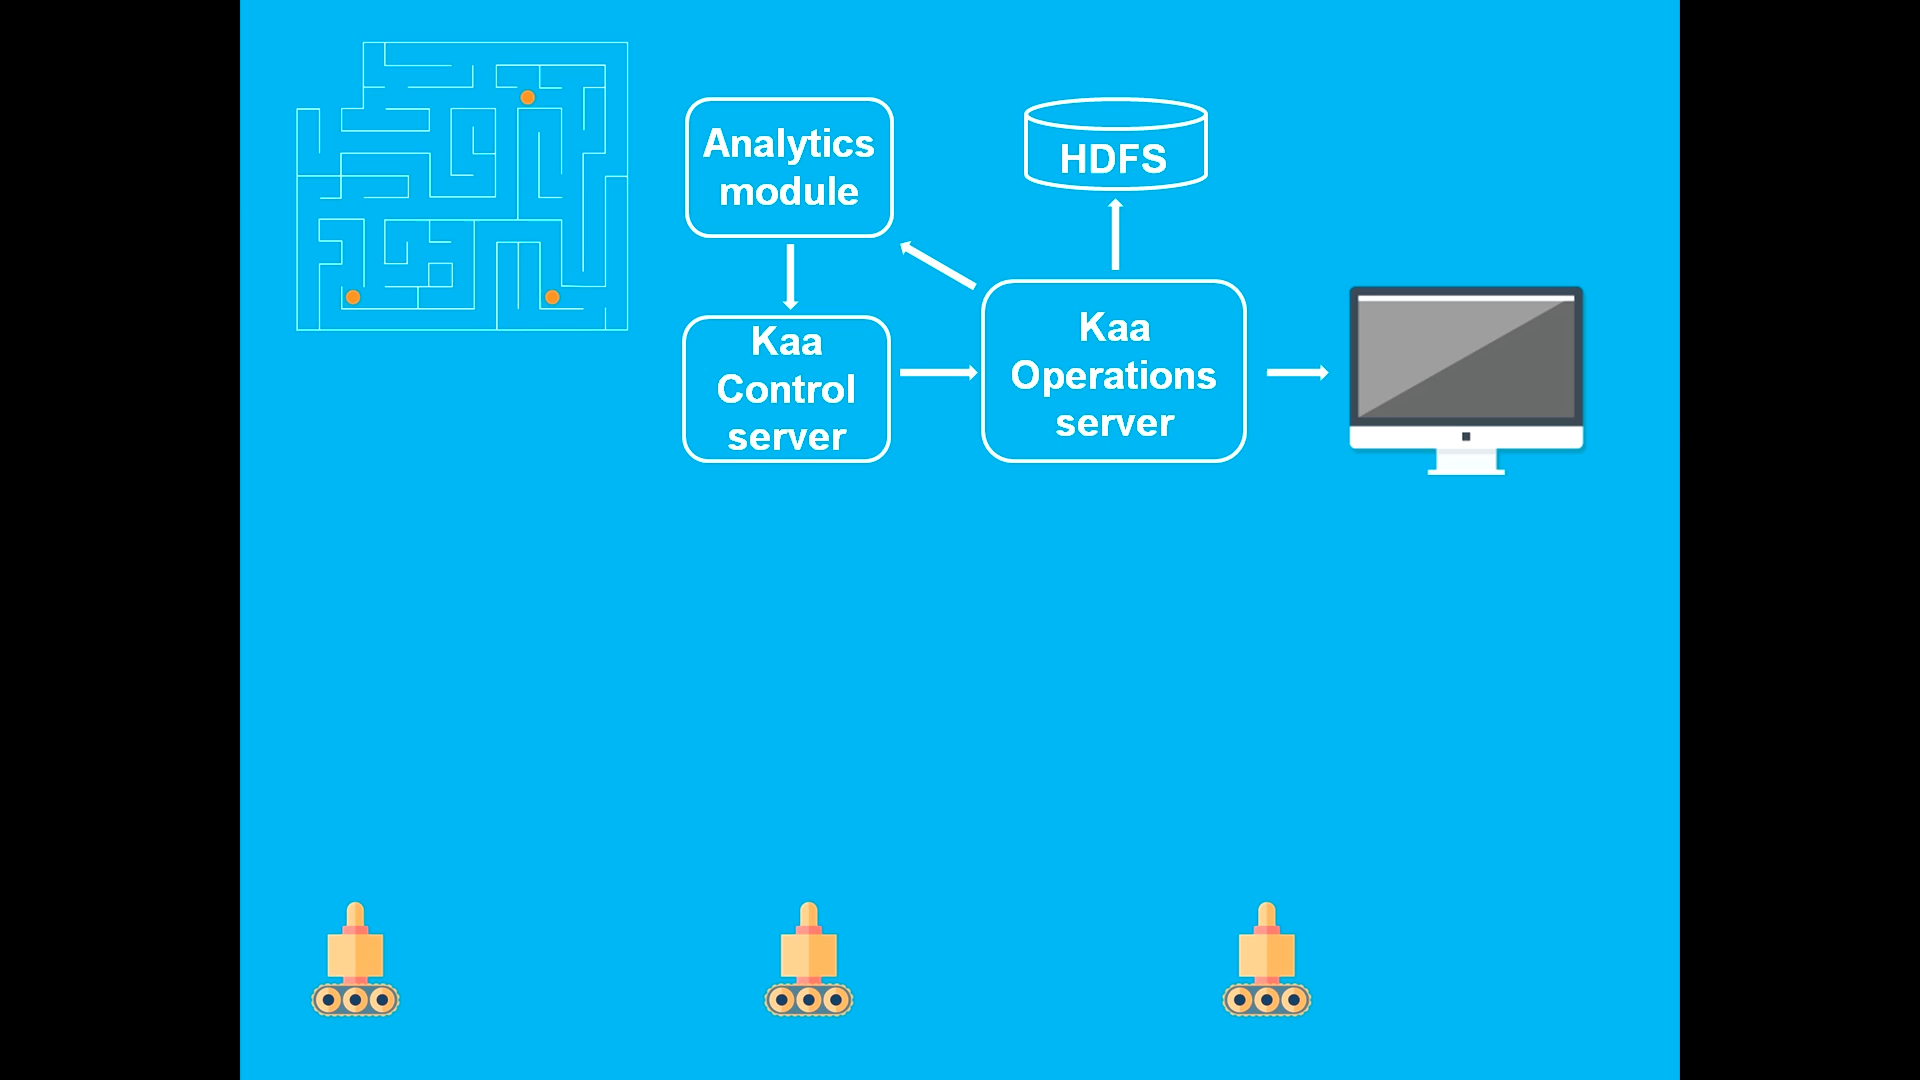 Analytics
module
HDFS
Kaa
Control
server
Kaa
Operations
server